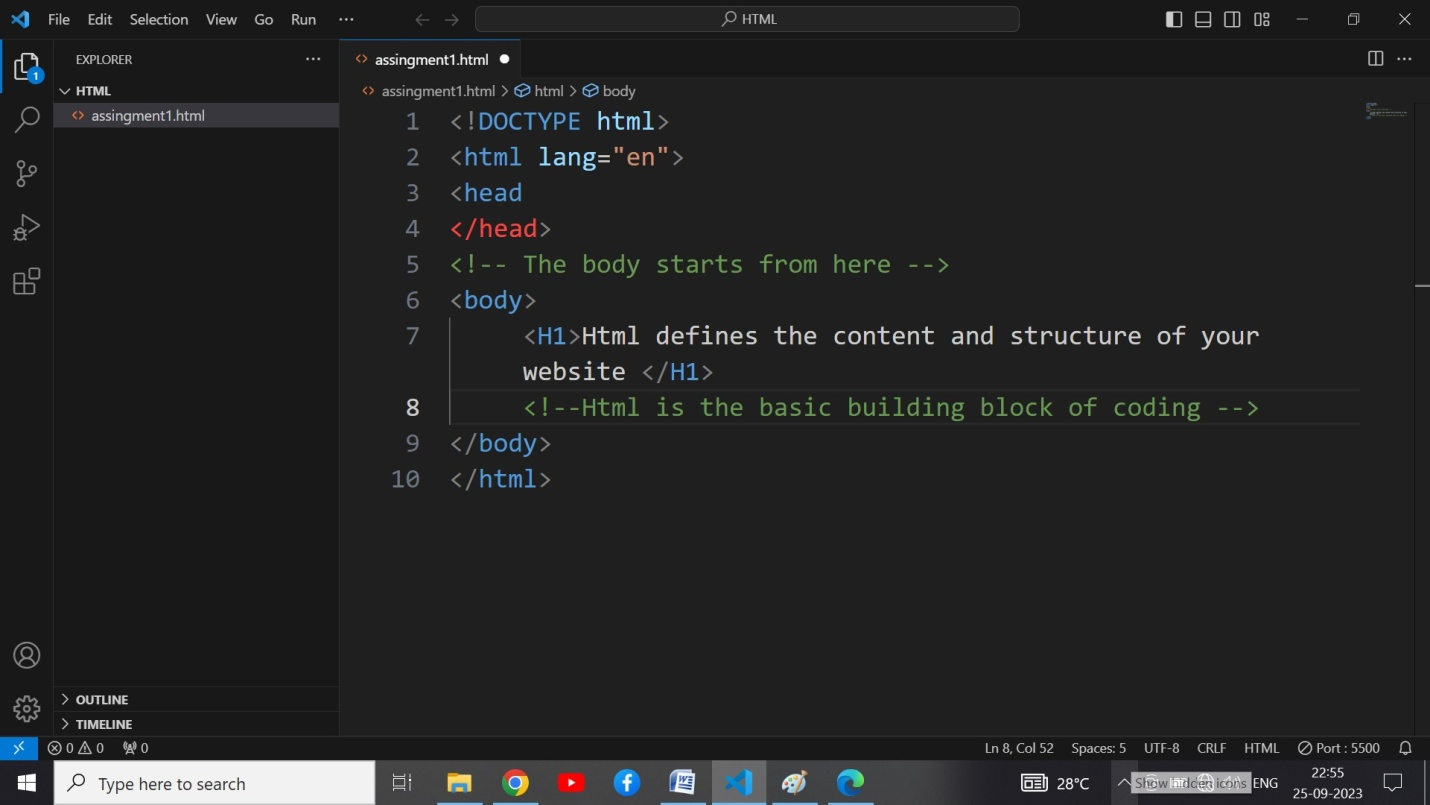 File Edit Selection View Go Run ···
HTML
EXPLORER ···
HTML
assingment1.html
assingment1.html
assingment1.html > html > body
1 <!DOCTYPE html>
2 <html lang="en">
3 <head
4 </head>
5 <!-- The body starts from here -->
6 <body>
7 <H1>Html defines the content and structure of your
website </H1>
8 <!--Html is the basic building block of coding -->
9 </body>
10 </html>
1
OUTLINE
TIMELINE
0 0 0 Ln 8, Col 52 Spaces: 5 UTF-8 CRLF HTML Port : 5500
Type here to search
28°C
Show hidden icons
ENG
22:55
25-09-2023